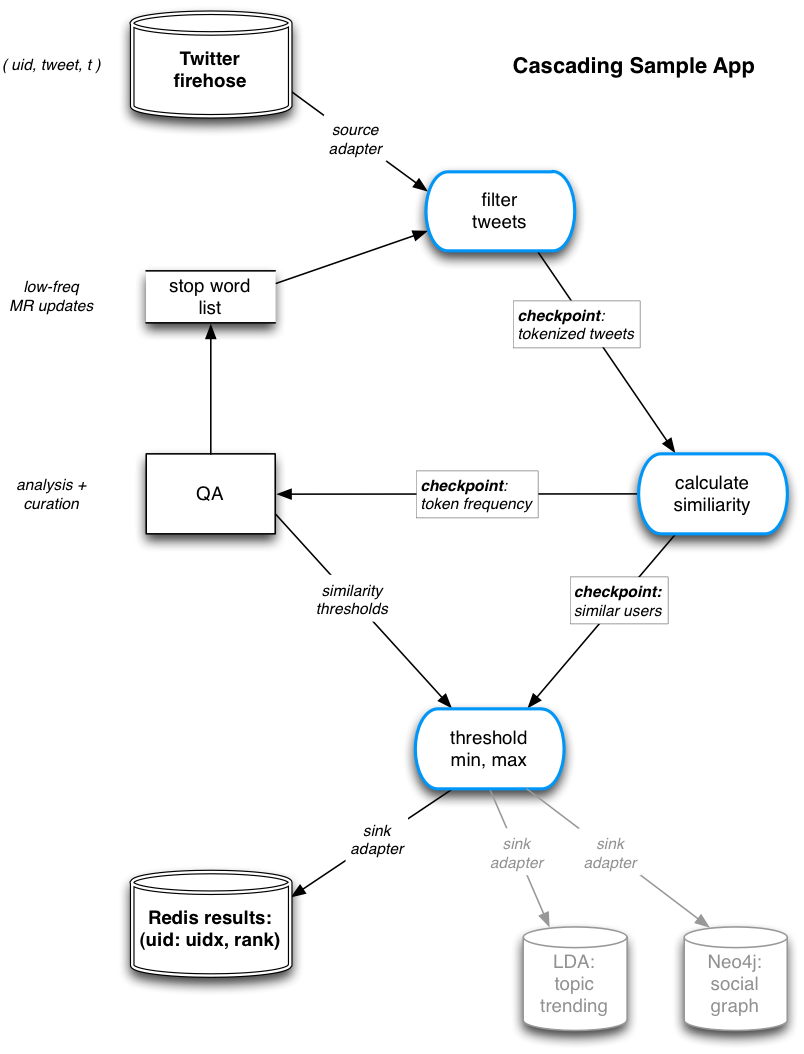 Twitter
firehose
( uid, tweet, t )
Cascading Sample App
source
adapter
filter
tweets
low-freq
MR updates
stop word
list
checkpoint:
tokenized tweets
analysis +
curation
QA
checkpoint:
token frequency
calculate
similiarity
similarity
thresholds
checkpoint:
similar users
threshold
min, max
sink
adapter
sink
adapter
sink
adapter
Redis results:
(uid: uidx, rank)
LDA:
topic
trending
Neo4j:
social
graph